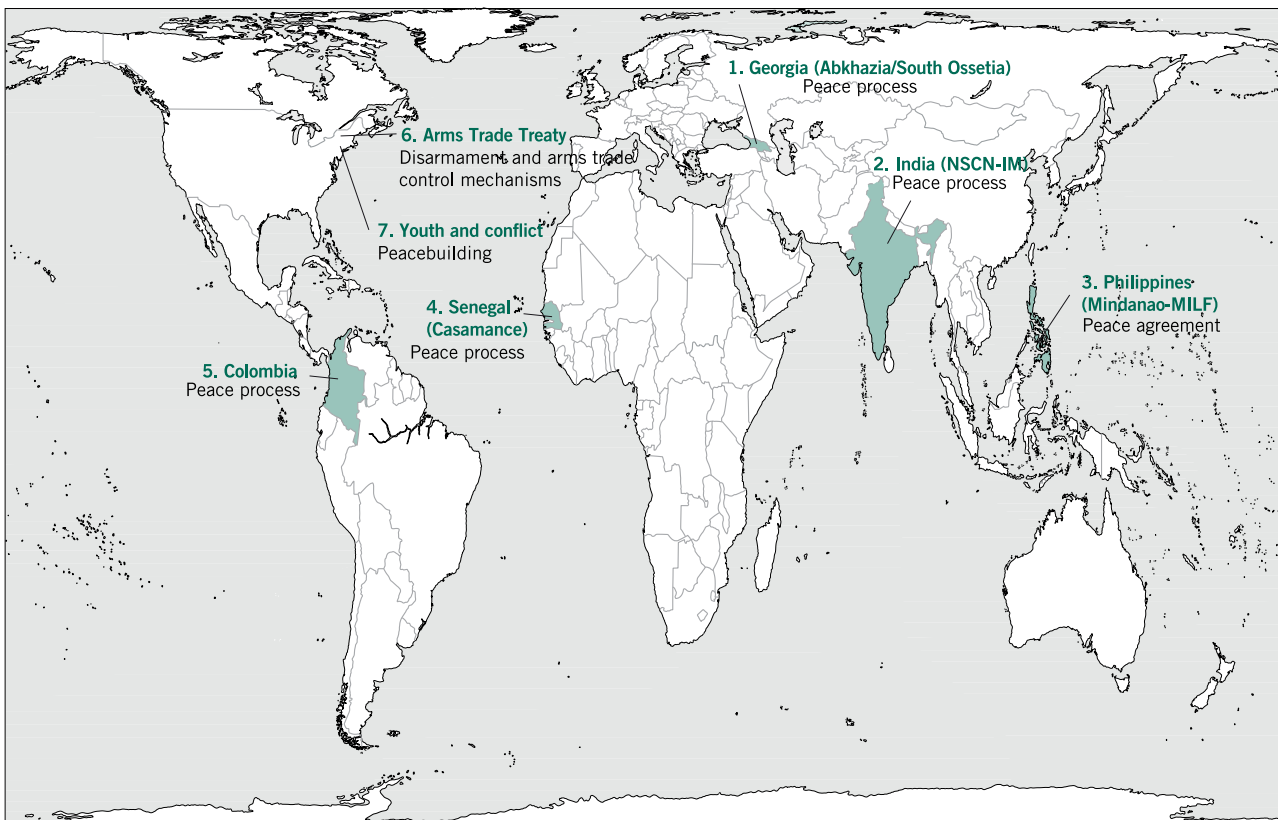 1. Georgia (Abkhazia/South Ossetia)
Peace process
2. India (NSCN-IM)
Peace process
3. Philippines
(Mindanao-MILF)
Peace agreement
4. Senegal
(Casamance)
Peace process
5. Colombia
Peace process
6. Arms Trade Treaty
Disarmament and arms trade
control mechanisms
7. Youth and conflict
Peacebuilding